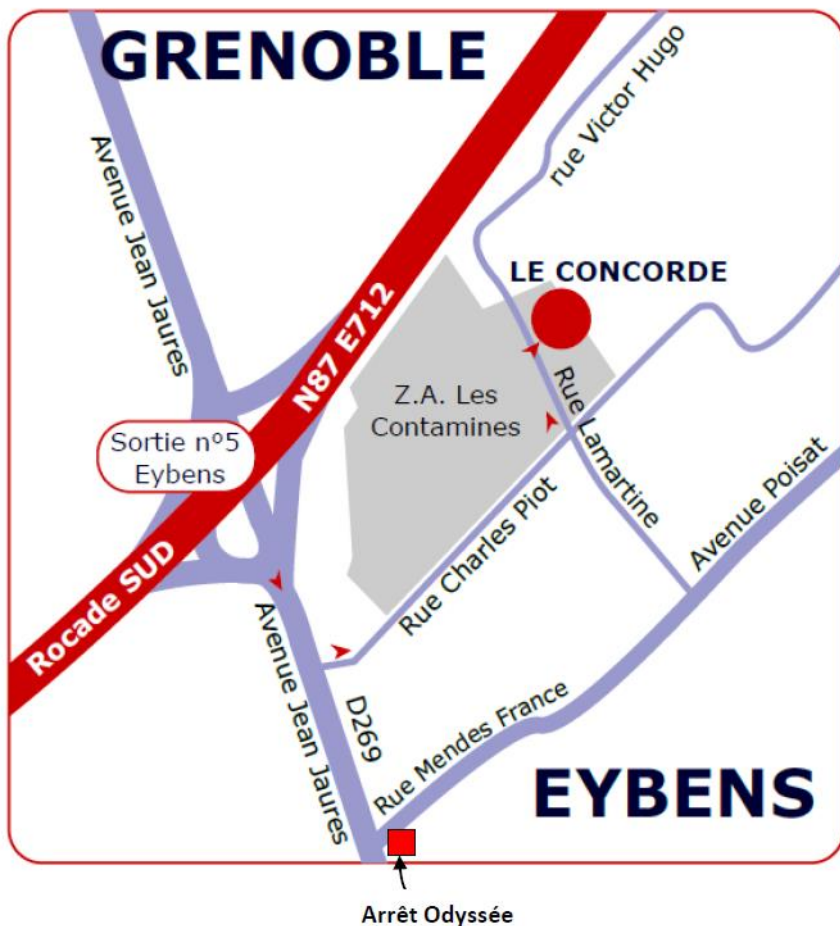 GRENOBLE
rue Victor Hugo
Avenue Jean Jaures
LE CONCORDE
N87 E712
Z.A. Les
Contamines
Rue Lamartine
Sortie nº5
Eybens
Avenue Poisat
Rue Charles Piot
Rocade SUD
Avenue Jean Jaures
D269
Rue Mendes France
EYBENS
Arrêt Odyssée